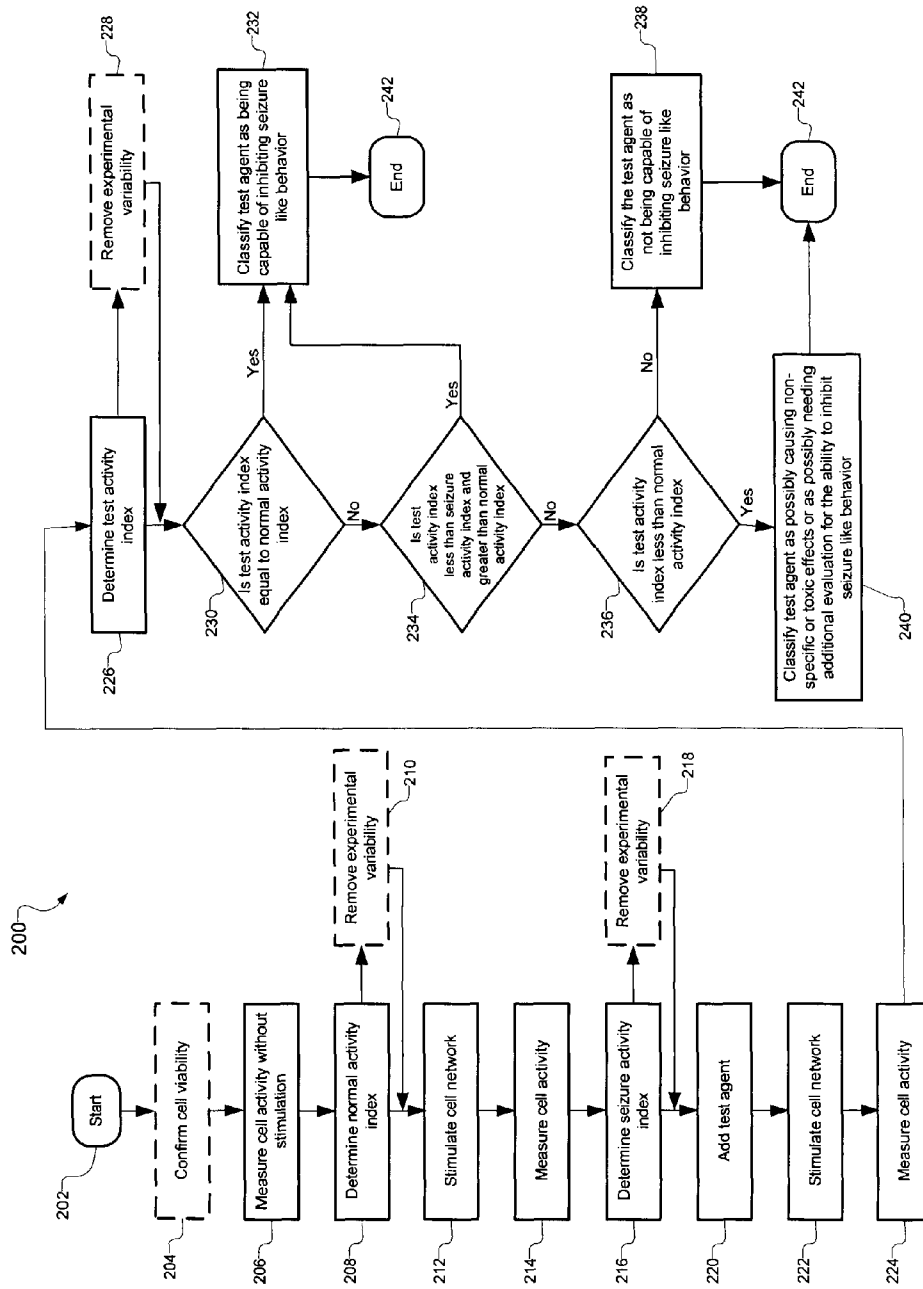 200
202
Start
204
Confirm cell viability
206
Measure cell activity without
stimulation
208
Determine normal activity
index
210
Remove experimental
variability
212
Stimulate cell network
214
Measure cell activity
216
Determine seizure activity
index
218
Remove experimental
variability
220
Add test agent
222
Stimulate cell network
224
Measure cell activity
226
Determine test activity
index
228
Remove experimental
variability
230
Is test activity index
equal to normal activity
index
Yes
No
232
Classify test agent as being
capable of inhibiting seizure
like behavior
242
End
234
Is test
activity index
less than seizure
activity index and
greater than normal
activity index
Yes
No
236
Is test activity
index less than normal
activity index
No
Yes
238
Classify the test agent as
not being capable of
inhibiting seizure like
behavior
242
End
240
Classify test agent as possibly causing non-
specific or toxic effects or as possibly needing
additional evaluation for the ability to inhibit
seizure like behavior